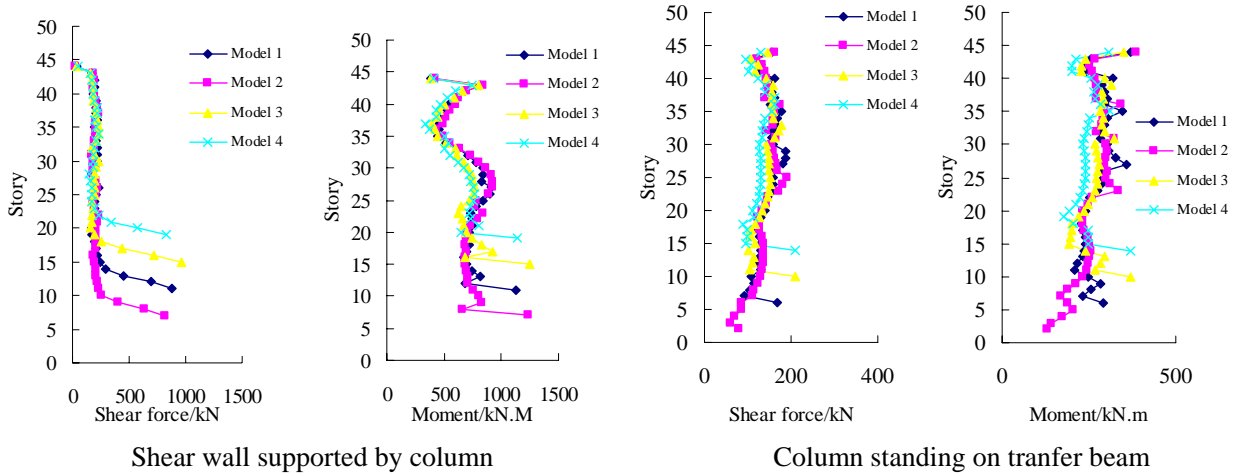 50
45
40
35
30
25
20
15
10
5
0
Story
0 500 1000 1500
Shear force/kN
Model 1
Model 2
Model 3
Model 4
50
45
40
35
30
25
20
15
10
5
0
Story
0 500 1000 1500
Moment/kN.M
Model 1
Model 2
Model 3
Model 4
Shear wall supported by column
50
45
40
35
30
25
20
15
10
5
0
Story
0 200 400
Shear force/kN
Model 1
Model 2
Model 3
Model 4
50
45
40
35
30
25
20
15
10
5
0
Story
0 500
Moment/kN.m
Model 1
Model 2
Model 3
Model 4
Column standing on tranfer beam